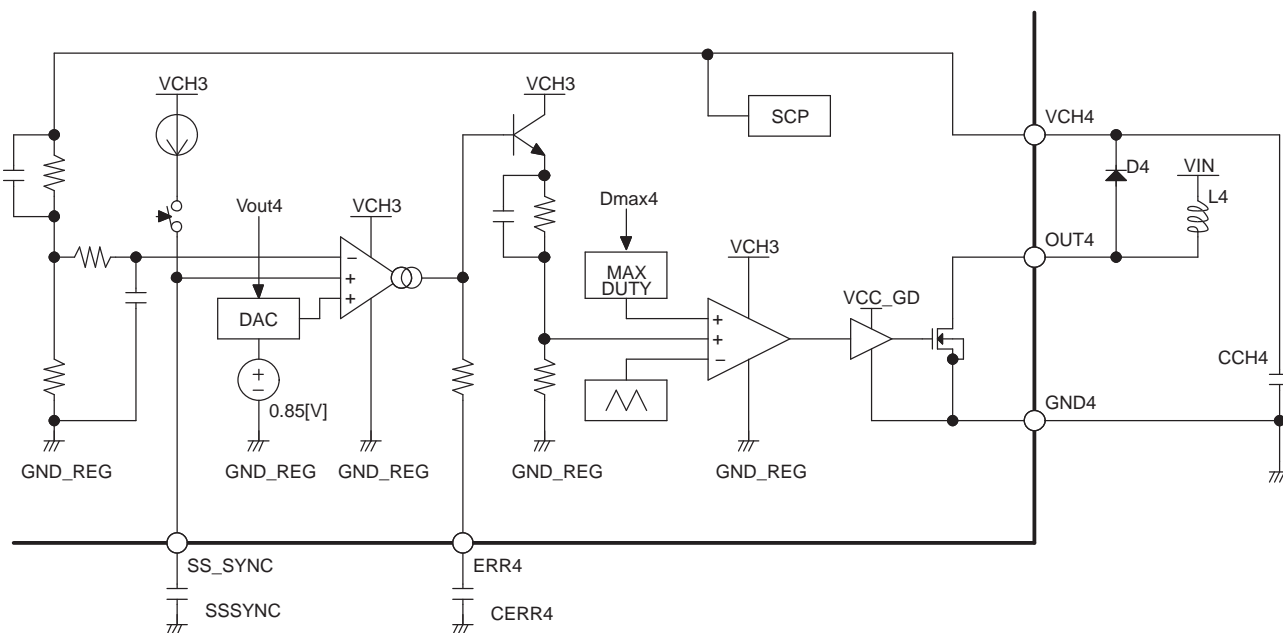 VCH3
VCH3
SCP
VCH4
D4
VIN
L4
Vout4
VCH3
Dmax4
OUT4
VCH3
MAX
DUTY
−
+
+
DAC
VCC_GD
+
+
−
+
−
0.85[V]
CCH4
GND4
GND_REG
GND_REG
GND_REG
GND_REG
GND_REG
SS_SYNC
ERR4
SSSYNC
CERR4